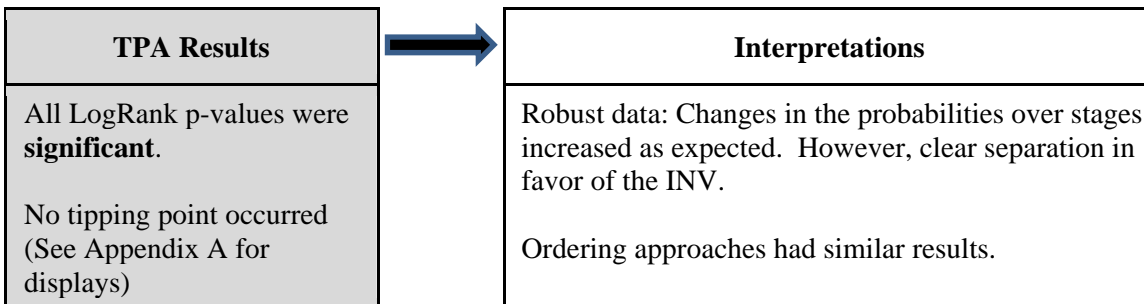 TPA Results
All LogRank p-values were
significant.
No tipping point occurred
(See Appendix A for
displays)
Interpretations
Robust data: Changes in the probabilities over stages
increased as expected.  However, clear separation in
favor of the INV.
Ordering approaches had similar results.